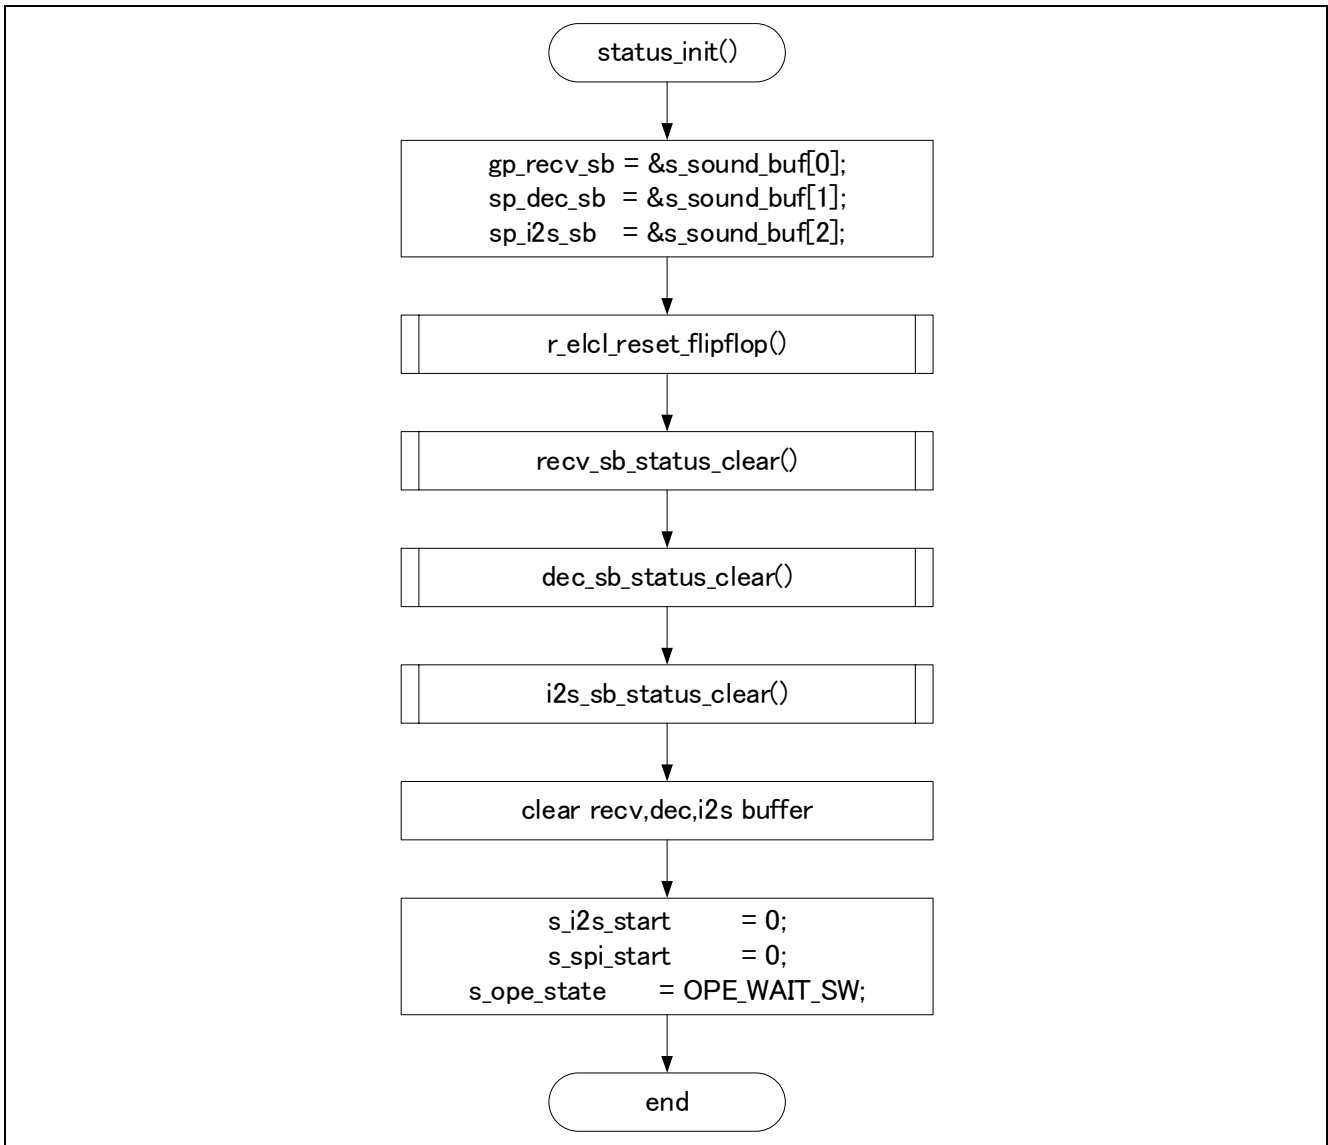 status_init()
gp_recv_sb = &s_sound_buf[0];
sp_dec_sb = &s_sound_buf[1];
sp_i2s_sb = &s_sound_buf[2];
r_elcl_reset_flipflop()
recv_sb_status_clear()
dec_sb_status_clear()
i2s_sb_status_clear()
clear recv,dec,i2s buffer
s_i2s_start = 0;
s_spi_start = 0;
s_ope_state = OPE_WAIT_SW;
end